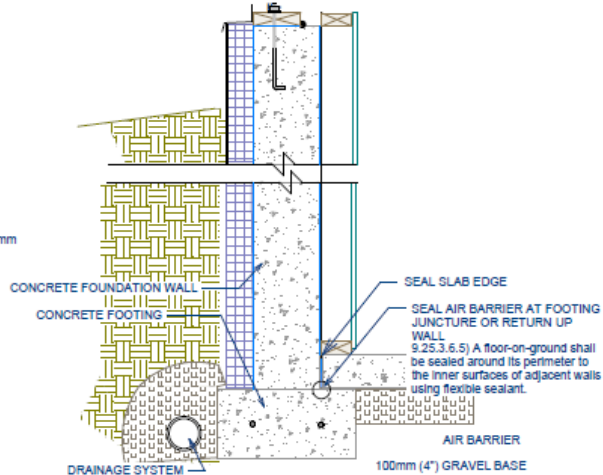 mm
CONCRETE FOUNDATION WALL
CONCRETE FOOTING
SEAL SLAB EDGE
SEAL AIR BARRIER AT FOOTING
JUNCTURE OR RETURN UP
WALL
9.25.3.6.5) A floor-on-ground shall
be sealed around its perimeter to
the inner surfaces of adjacent walls
using flexible sealant.
AIR BARRIER
DRAINAGE SYSTEM
100mm (4") GRAVEL BASE